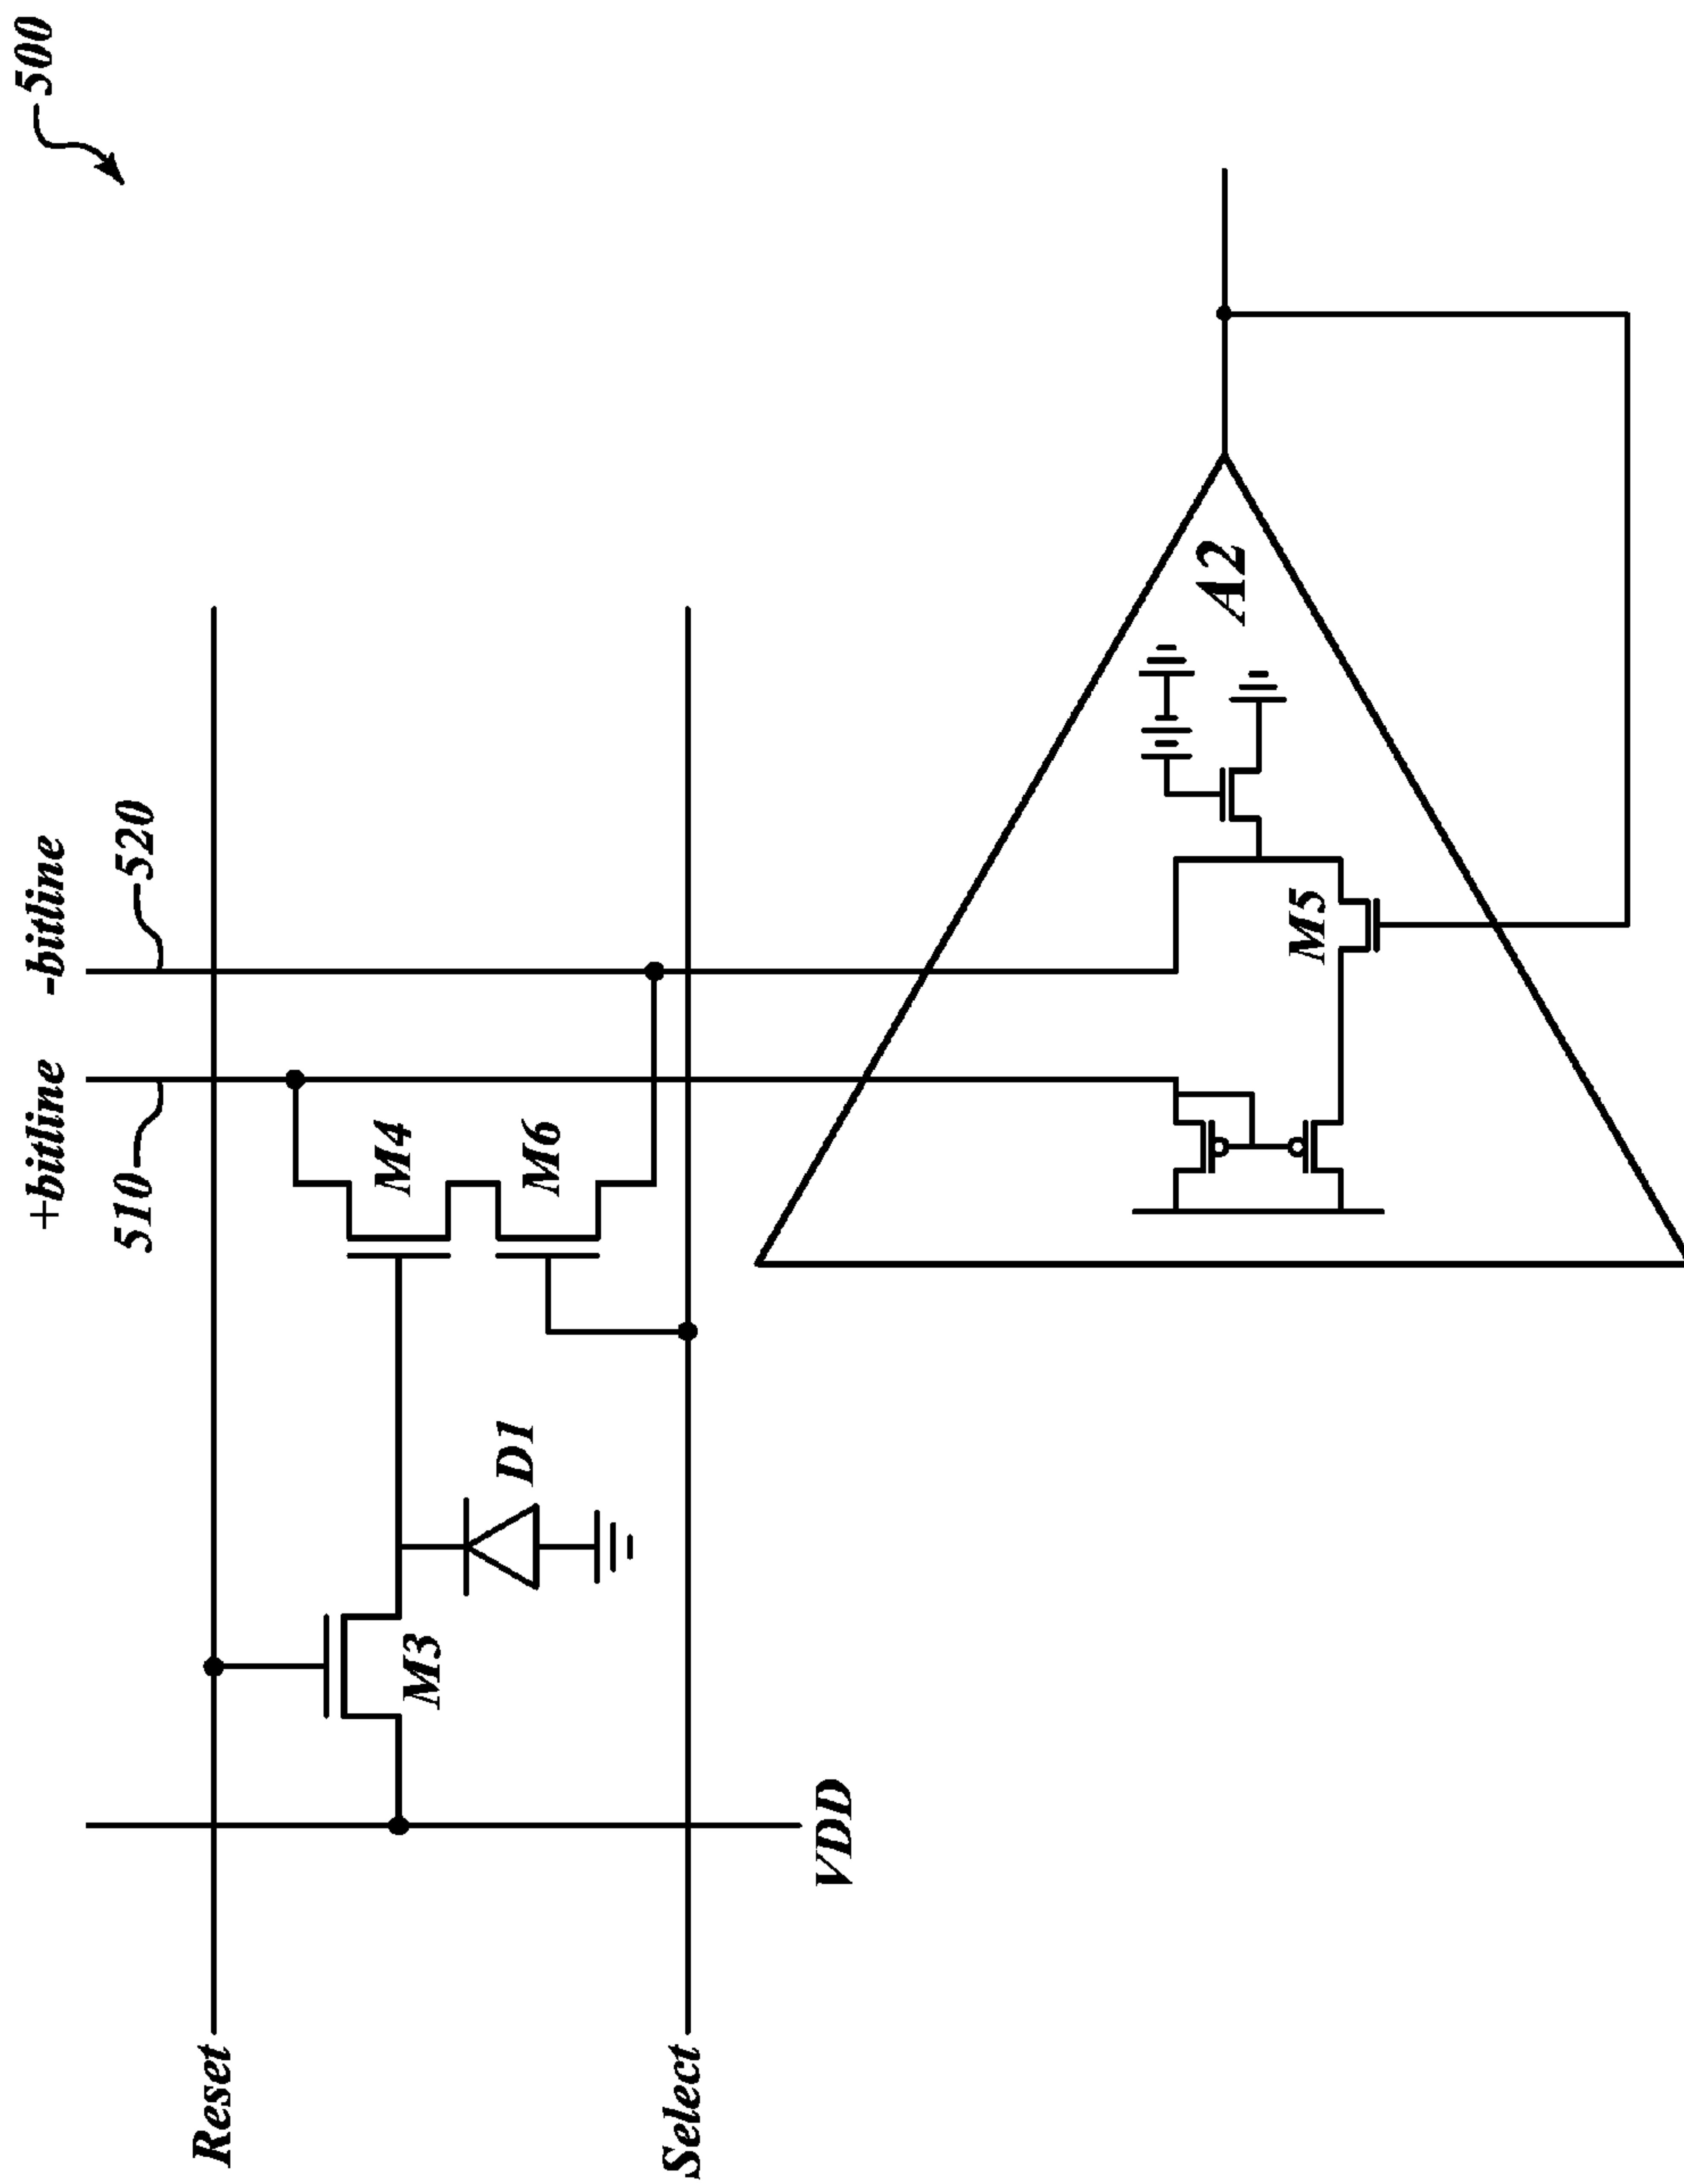 500
+bitline
-bitline
510
520
Reset
M4
M6
M3
D1
Select
VDD
A2
M5